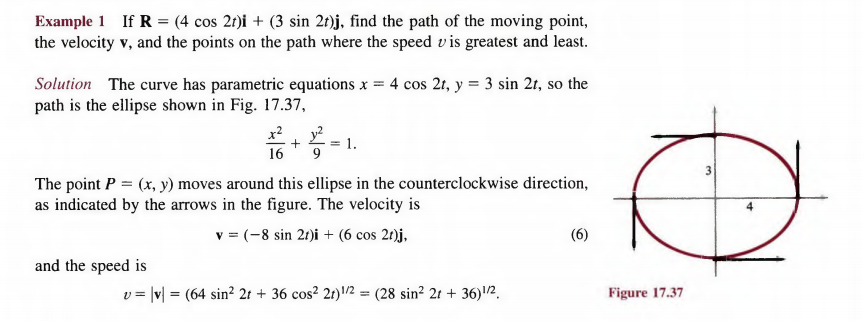 Example 1 If R = (4 cos 2t)i + (3 sin 2t)j, find the path of the moving point,
the velocity v, and the points on the path where the speed v is greatest and least.
Solution The curve has parametric equations x = 4 cos 2t, y = 3 sin 2t, so the
path is the ellipse shown in Fig. 17.37,
x²/16 + y²/9 = 1.
The point P = (x, y) moves around this ellipse in the counterclockwise direction,
as indicated by the arrows in the figure. The velocity is
v = (−8 sin 2t)i + (6 cos 2t)j, (6)
and the speed is
v = |v| = (64 sin² 2t + 36 cos² 2t)^1/2 = (28 sin² 2t + 36)^1/2.
3
4
Figure 17.37